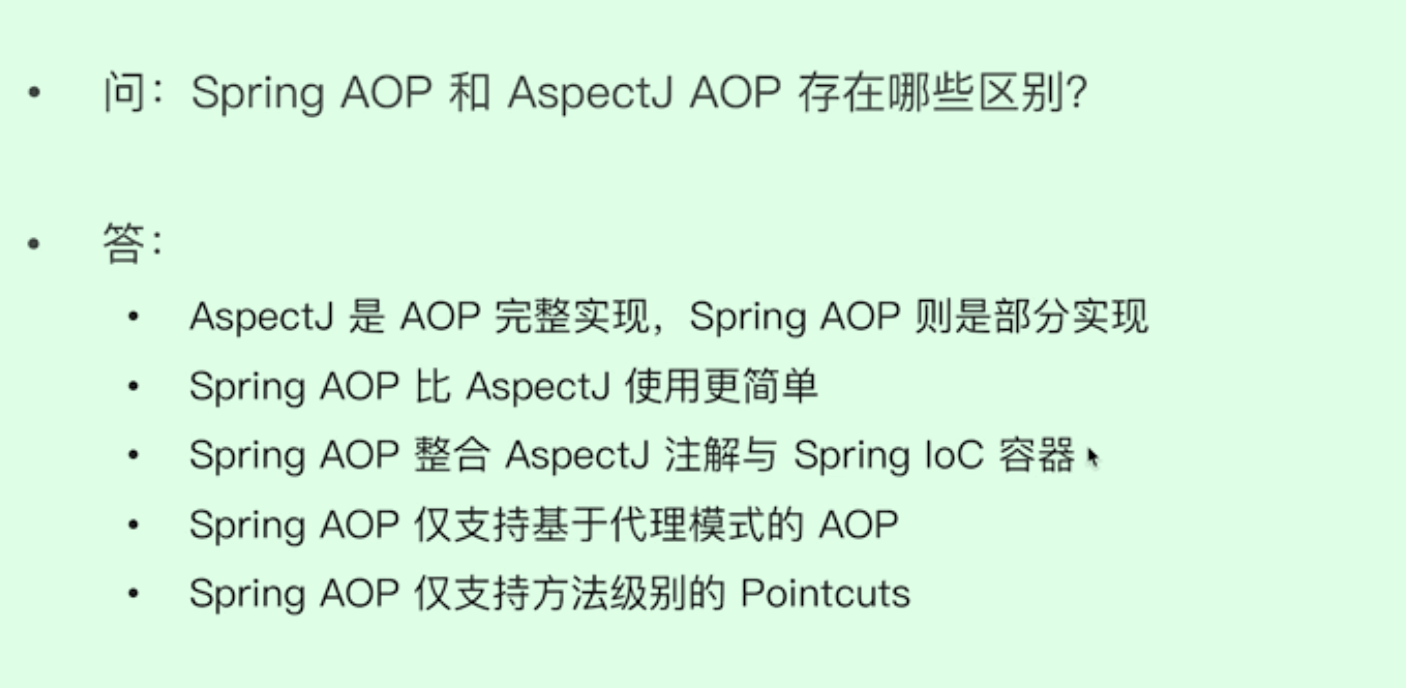 • 问：Spring AOP 和 AspectJ AOP 存在哪些区别？
• 答：
• AspectJ 是 AOP 完整实现，Spring AOP 则是部分实现
• Spring AOP 比 AspectJ 使用更简单
• Spring AOP 整合 AspectJ 注解与 Spring IoC 容器
• Spring AOP 仅支持基于代理模式的 AOP
• Spring AOP 仅支持方法级别的 Pointcuts